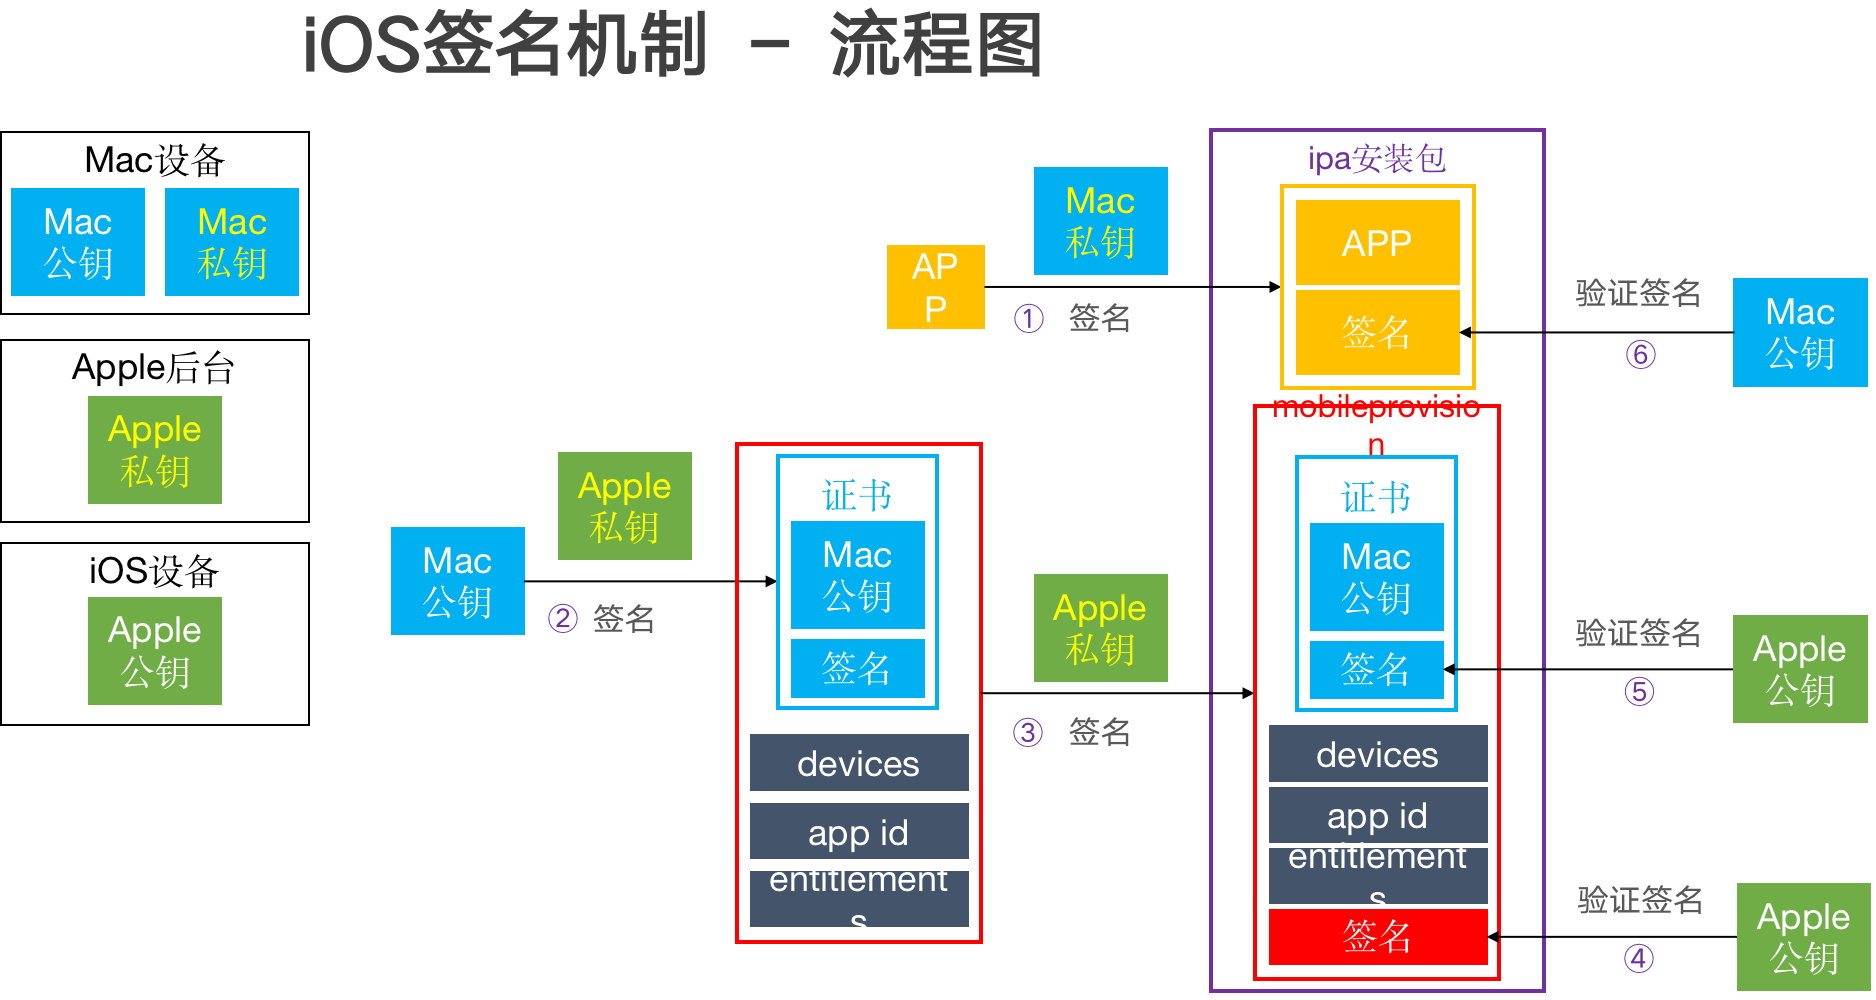 iOS签名机制 – 流程图
Mac设备
Mac
公钥
Mac
私钥
Apple后台
Apple
私钥
iOS设备
Apple
公钥
AP
P
Mac
私钥
① 签名
Mac
公钥
Apple
私钥
② 签名
证书
Mac
公钥
签名
devices
app id
entitlement
s
Apple
私钥
③ 签名
ipa安装包
APP
签名
mobileprovisio
n
证书
Mac
公钥
签名
devices
app id
entitlement
s
签名
验证签名
⑥
Mac
公钥
验证签名
⑤
Apple
公钥
验证签名
④
Apple
公钥